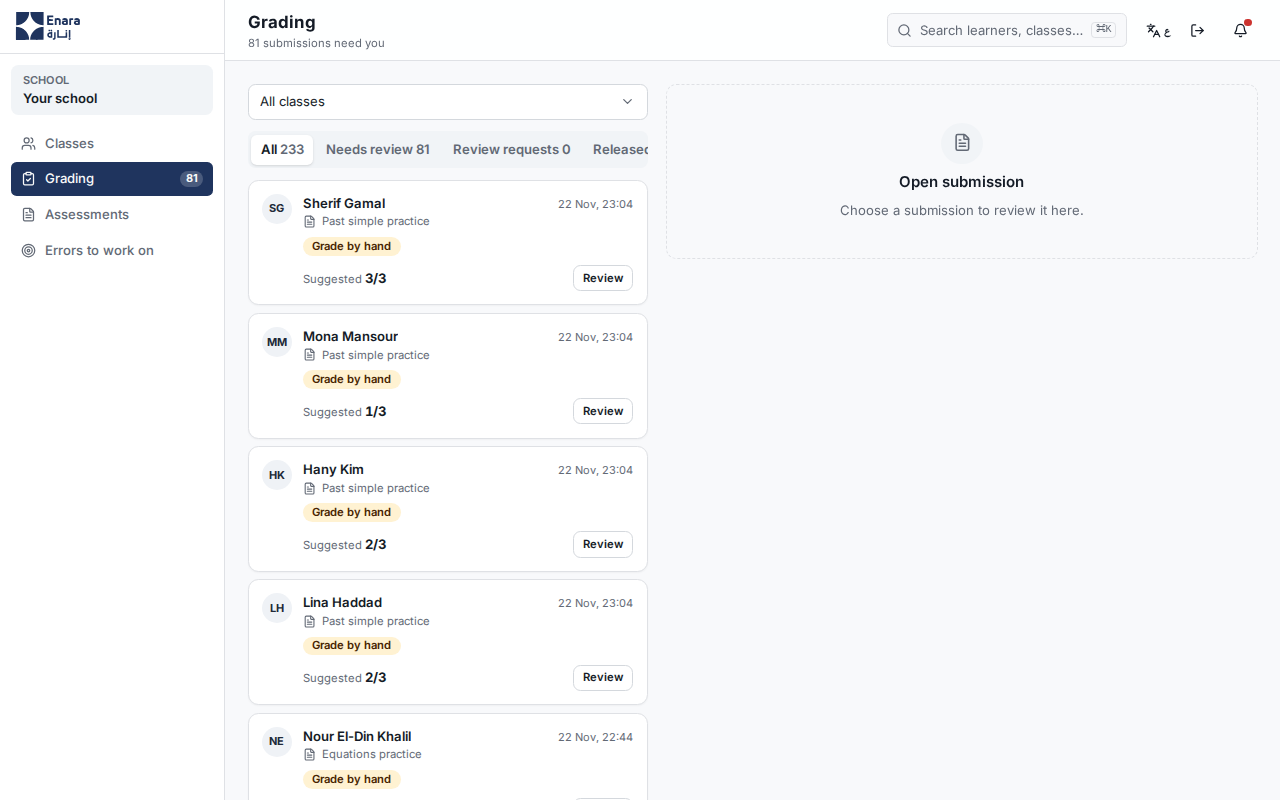 Enara
إنارة
SCHOOL
Your school
Classes
Grading 81
Assessments
Errors to work on
Grading
81 submissions need you
Search learners, classes... ⌘K
ع
All classes
All 233 Needs review 81 Review requests 0 Released
SG Sherif Gamal 22 Nov, 23:04
Past simple practice
Grade by hand
Suggested 3/3 Review
MM Mona Mansour 22 Nov, 23:04
Past simple practice
Grade by hand
Suggested 1/3 Review
HK Hany Kim 22 Nov, 23:04
Past simple practice
Grade by hand
Suggested 2/3 Review
LH Lina Haddad 22 Nov, 23:04
Past simple practice
Grade by hand
Suggested 2/3 Review
NE Nour El-Din Khalil 22 Nov, 22:44
Equations practice
Grade by hand
Open submission
Choose a submission to review it here.